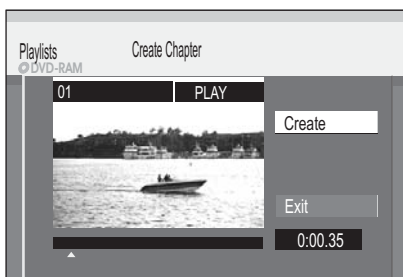 Playlists Create Chapter
DVD-RAM
01 PLAY
Create
Exit
0:00.35